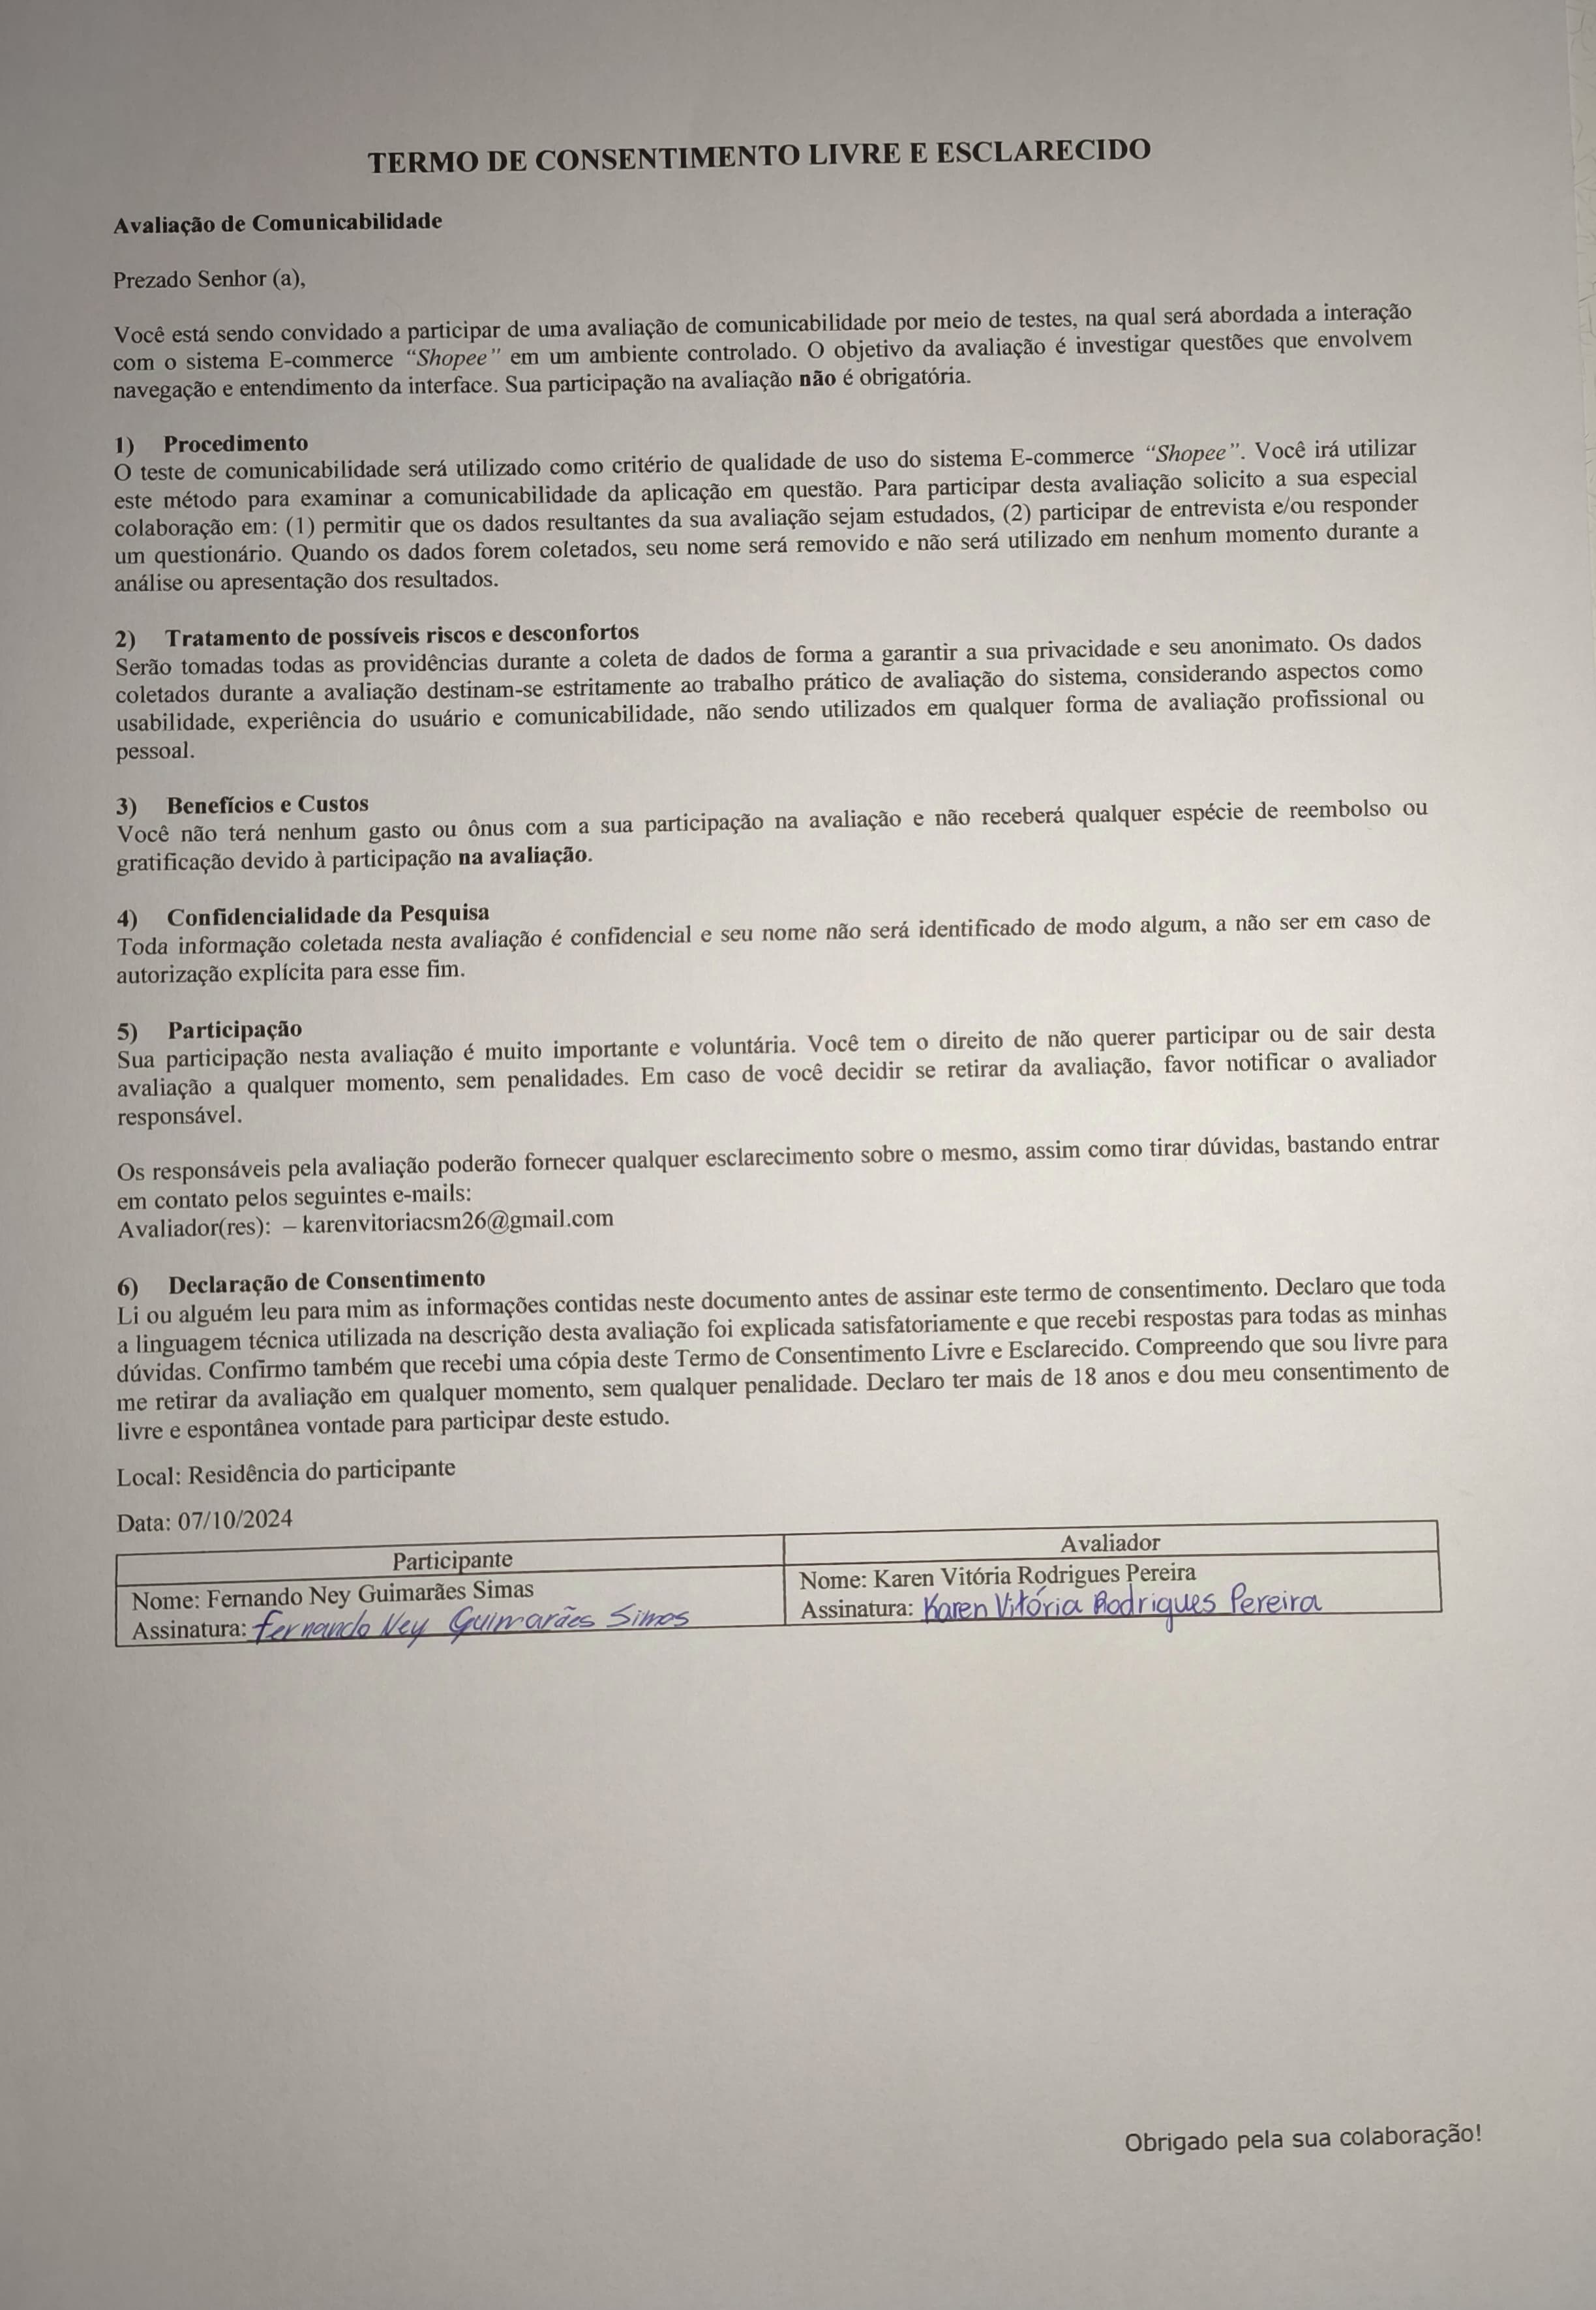 TERMO DE CONSENTIMENTO LIVRE E ESCLARECIDO
Avaliação de Comunicabilidade
Prezado Senhor (a),
Você está sendo convidado a participar de uma avaliação de comunicabilidade por meio de testes, na qual será abordada a interação
com o sistema E-commerce “Shopee” em um ambiente controlado. O objetivo da avaliação é investigar questões que envolvem
navegação e entendimento da interface. Sua participação na avaliação não é obrigatória.
1) Procedimento
O teste de comunicabilidade será utilizado como critério de qualidade de uso do sistema E-commerce “Shopee”. Você irá utilizar
este método para examinar a comunicabilidade da aplicação em questão. Para participar desta avaliação solicito a sua especial
colaboração em: (1) permitir que os dados resultantes da sua avaliação sejam estudados, (2) participar de entrevista e/ou responder
um questionário. Quando os dados forem coletados, seu nome será removido e não será utilizado em nenhum momento durante a
análise ou apresentação dos resultados.
2) Tratamento de possíveis riscos e desconfortos
Serão tomadas todas as providências durante a coleta de dados de forma a garantir a sua privacidade e seu anonimato. Os dados
coletados durante a avaliação destinam-se estritamente ao trabalho prático de avaliação do sistema, considerando aspectos como
usabilidade, experiência do usuário e comunicabilidade, não sendo utilizados em qualquer forma de avaliação profissional ou
pessoal.
3) Benefícios e Custos
Você não terá nenhum gasto ou ônus com a sua participação na avaliação e não receberá qualquer espécie de reembolso ou
gratificação devido à participação na avaliação.
4) Confidencialidade da Pesquisa
Toda informação coletada nesta avaliação é confidencial e seu nome não será identificado de modo algum, a não ser em caso de
autorização explícita para esse fim.
5) Participação
Sua participação nesta avaliação é muito importante e voluntária. Você tem o direito de não querer participar ou de sair desta
avaliação a qualquer momento, sem penalidades. Em caso de você decidir se retirar da avaliação, favor notificar o avaliador
responsável.
Os responsáveis pela avaliação poderão fornecer qualquer esclarecimento sobre o mesmo, assim como tirar dúvidas, bastando entrar
em contato pelos seguintes e-mails:
Avaliador(res): – karenvitoriacsm26@gmail.com
6) Declaração de Consentimento
Li ou alguém leu para mim as informações contidas neste documento antes de assinar este termo de consentimento. Declaro que toda
a linguagem técnica utilizada na descrição desta avaliação foi explicada satisfatoriamente e que recebi respostas para todas as minhas
dúvidas. Confirmo também que recebi uma cópia deste Termo de Consentimento Livre e Esclarecido. Compreendo que sou livre para
me retirar da avaliação em qualquer momento, sem qualquer penalidade. Declaro ter mais de 18 anos e dou meu consentimento de
livre e espontânea vontade para participar deste estudo.
Local: Residência do participante
Data: 07/10/2024
Participante
Nome: Fernando Ney Guimarães Simas
Assinatura: Fernando Ney Guimarães Simas
Avaliador
Nome: Karen Vitória Rodrigues Pereira
Assinatura: Karen Vitória Rodrigues Pereira
Obrigado pela sua colaboração!